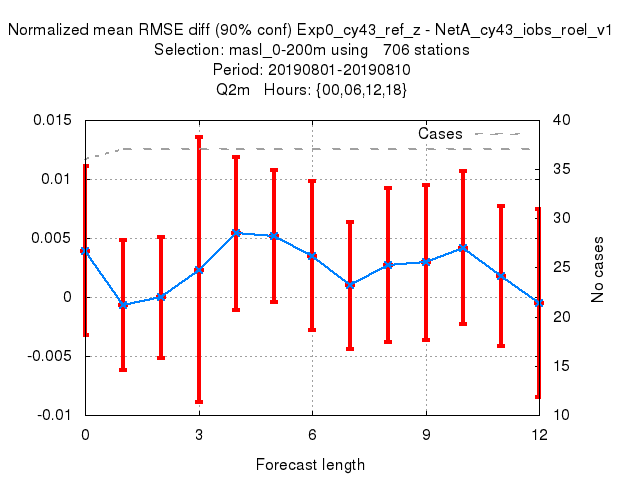 Normalized mean RMSE diff (90% conf) Exp0_cy43_ref_z - NetA_cy43_iobs_roel_v1
Selection: masl_0-200m using 706 stations
Period: 20190801-20190810
Q2m Hours: {00,06,12,18}
0.015
0.01
0.005
0
-0.005
-0.01
Cases
40
35
30
25
20
15
10
No cases
0 3 6 9 12
Forecast length